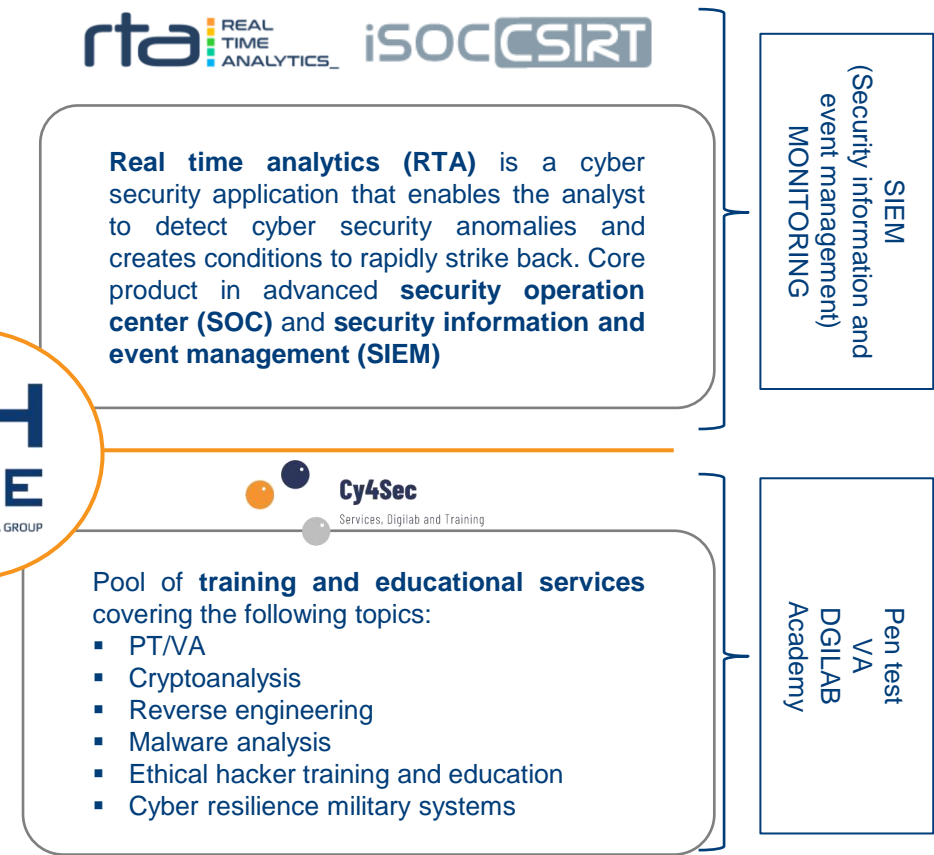 rta REAL
TIME
ANALYTICS_
iSOC CSIRT
Real time analytics (RTA) is a cyber
security application that enables the analyst
to detect cyber security anomalies and
creates conditions to rapidly strike back. Core
product in advanced security operation
center (SOC) and security information and
event management (SIEM)
SIEM
(Security information and
event management)
MONITORING
H
E
GROUP
Cy4Sec
Services, Digilab and Training
Pool of training and educational services
covering the following topics:
▪ PT/VA
▪ Cryptoanalysis
▪ Reverse engineering
▪ Malware analysis
▪ Ethical hacker training and education
▪ Cyber resilience military systems
Pen test
VA
DGILAB
Academy